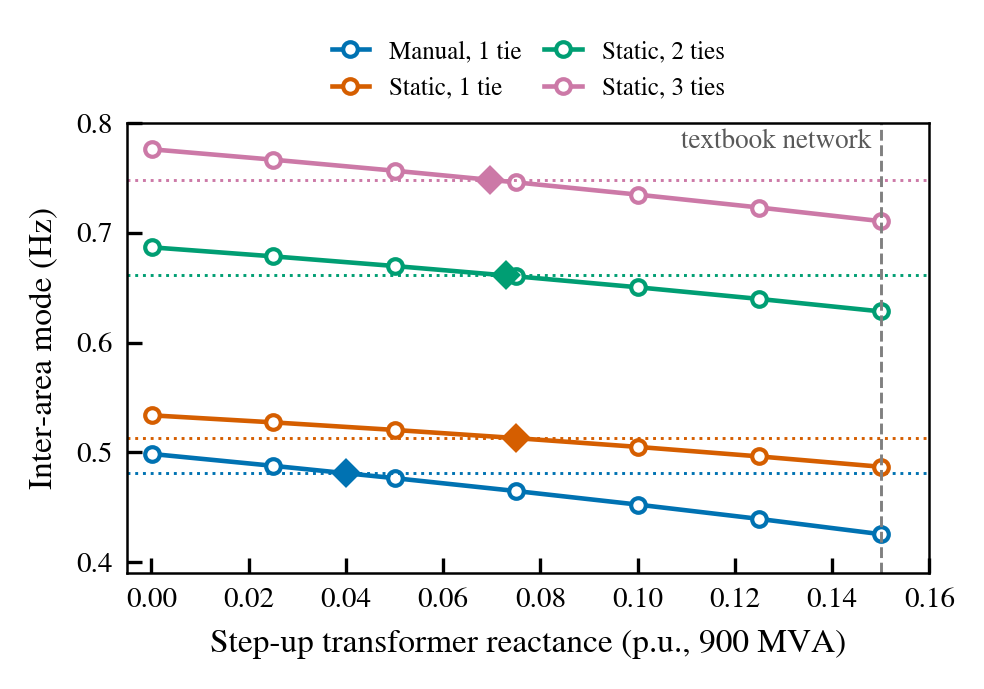 Manual, 1 tie
Static, 1 tie
Static, 2 ties
Static, 3 ties
textbook network
0.8
0.7
0.6
0.5
0.4
Inter-area mode (Hz)
0.00 0.02 0.04 0.06 0.08 0.10 0.12 0.14 0.16
Step-up transformer reactance (p.u., 900 MVA)